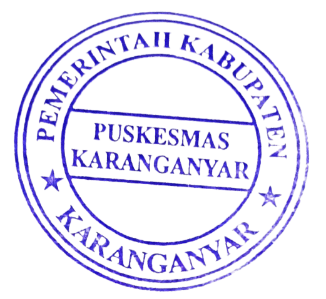 PEMERINTAH KABUPATEN
PUSKESMAS
KARANGANYAR
KARANGANYAR